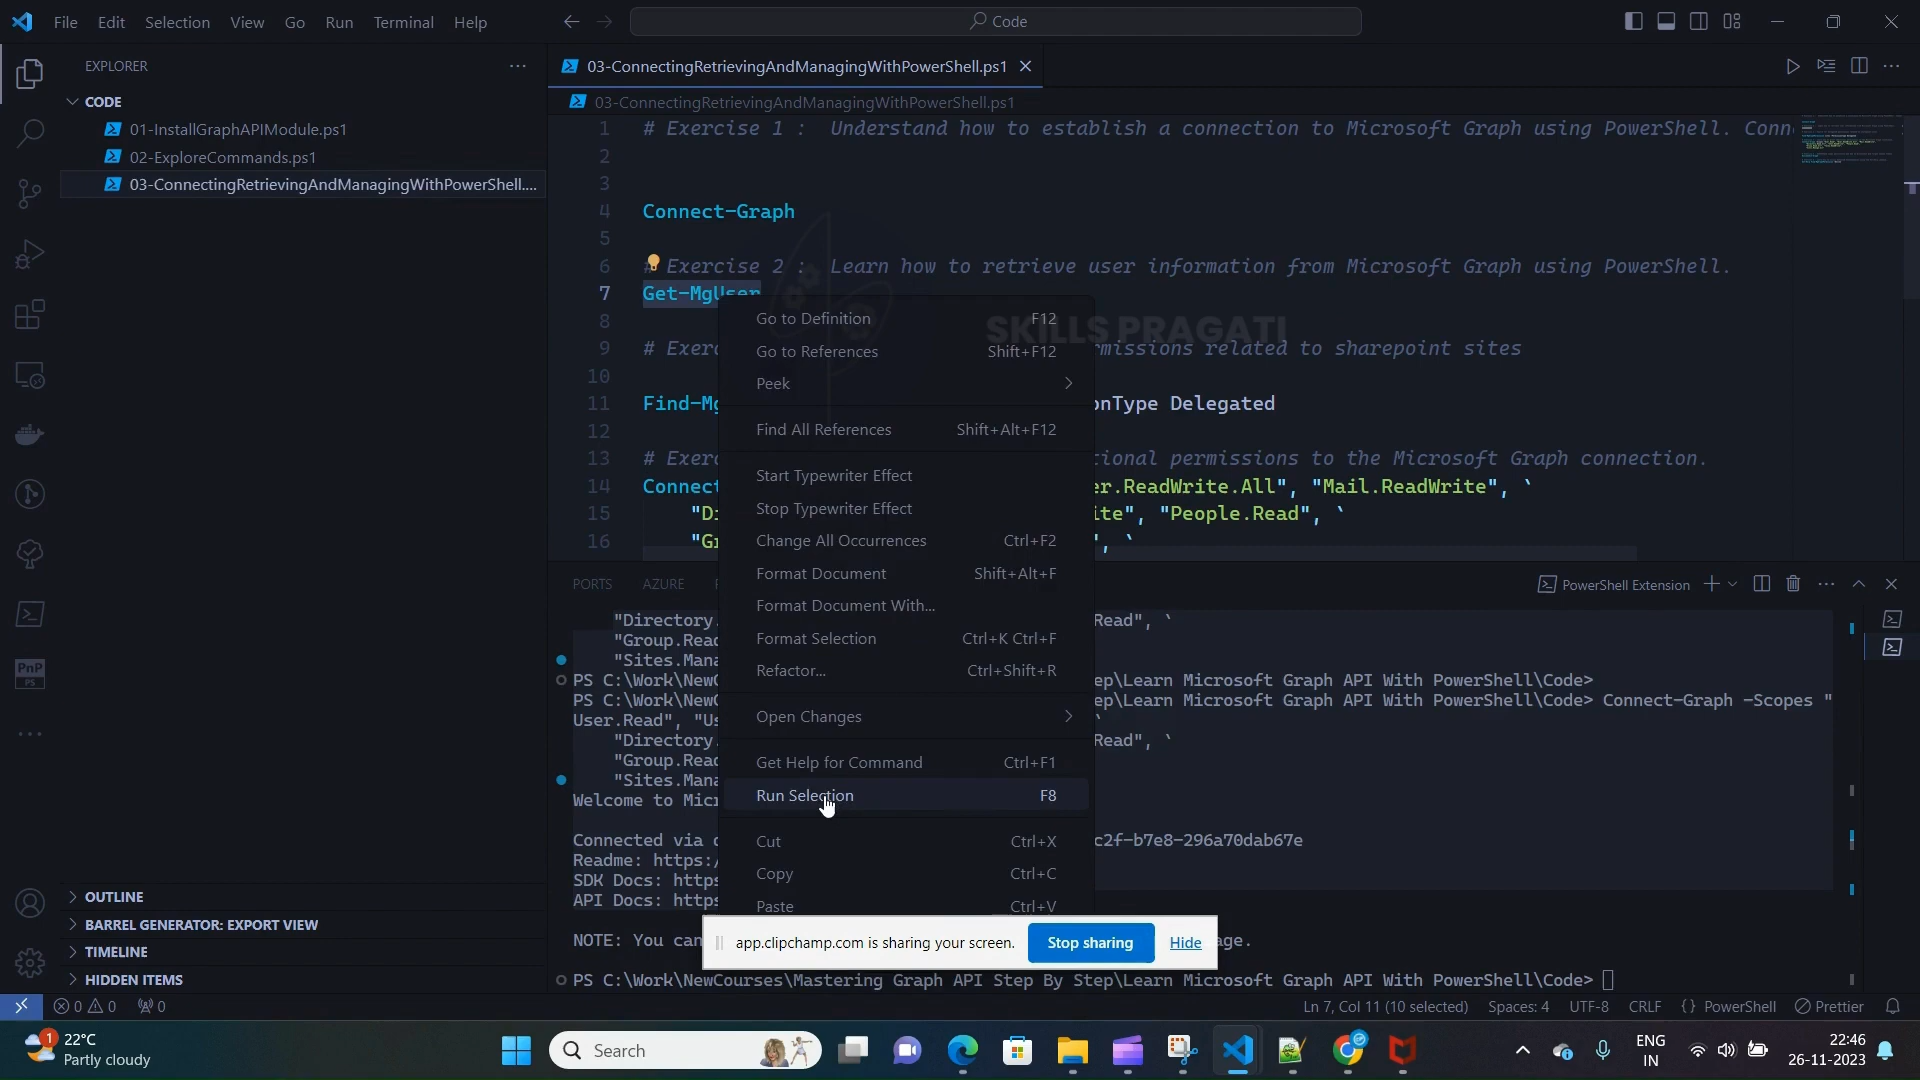 File Edit Selection View Go Run Terminal Help
Code
EXPLORER
CODE
01-InstallGraphAPIModule.ps1
02-ExploreCommands.ps1
03-ConnectingRetrievingAndManagingWithPowerShell....
OUTLINE
BARREL GENERATOR: EXPORT VIEW
TIMELINE
HIDDEN ITEMS
03-ConnectingRetrievingAndManagingWithPowerShell.ps1
03-ConnectingRetrievingAndManagingWithPowerShell.ps1
1 # Exercise 1 : Understand how to establish a connection to Microsoft Graph using PowerShell. Conn
2
3
4 Connect-Graph
5
6 # Exercise 2 : Learn how to retrieve user information from Microsoft Graph using PowerShell.
7 Get-MgUser
8
SKILLS PRAGATI
9 # Exer missions related to sharepoint sites
10
11 Find-Mg onType Delegated
12
13 # Exer tional permissions to the Microsoft Graph connection.
14 Connect er.ReadWrite.All", "Mail.ReadWrite", `
15 "Di ite", "People.Read", `
16 "Gr ", `
Go to Definition F12
Go to References Shift+F12
Peek
Find All References Shift+Alt+F12
Start Typewriter Effect
Stop Typewriter Effect
Change All Occurrences Ctrl+F2
Format Document Shift+Alt+F
Format Document With...
Format Selection Ctrl+K Ctrl+F
Refactor... Ctrl+Shift+R
Open Changes
Get Help for Command Ctrl+F1
Run Selection F8
Cut Ctrl+X
Copy Ctrl+C
Paste Ctrl+V
PORTS AZURE
PowerShell Extension
"Directory. Read", `
"Group.Read
"Sites.Mana
PS C:\Work\NewC ep\Learn Microsoft Graph API With PowerShell\Code>
PS C:\Work\NewC ep\Learn Microsoft Graph API With PowerShell\Code> Connect-Graph -Scopes "
User.Read", "Us `
"Directory. Read", `
"Group.Read
"Sites.Mana
Welcome to Micr
Connected via d c2f-b7e8-296a70dab67e
Readme: https:/
SDK Docs: https
API Docs: https
NOTE: You can age.
PS C:\Work\NewCourses\Mastering Graph API Step By Step\Learn Microsoft Graph API With PowerShell\Code>
app.clipchamp.com is sharing your screen. Stop sharing Hide
PnP
PS
0 0 0
Ln 7, Col 11 (10 selected) Spaces: 4 UTF-8 CRLF {} PowerShell Prettier
1
22°C
Partly cloudy
Search
ENG
IN
22:46
26-11-2023